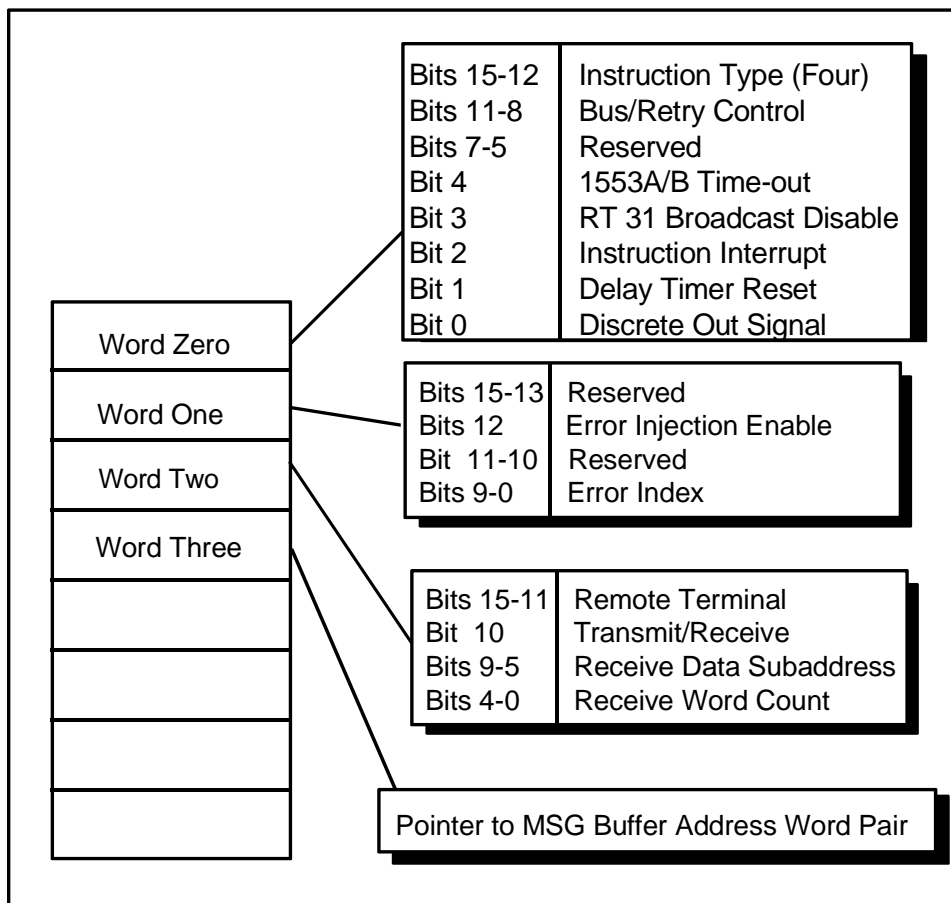 Bits 15-12 Instruction Type (Four)
Bits 11-8 Bus/Retry Control
Bits 7-5 Reserved
Bit 4 1553A/B Time-out
Bit 3 RT 31 Broadcast Disable
Bit 2 Instruction Interrupt
Bit 1 Delay Timer Reset
Bit 0 Discrete Out Signal
Word Zero
Word One
Word Two
Word Three
Bits 15-13 Reserved
Bits 12 Error Injection Enable
Bit 11-10 Reserved
Bits 9-0 Error Index
Bits 15-11 Remote Terminal
Bit 10 Transmit/Receive
Bits 9-5 Receive Data Subaddress
Bits 4-0 Receive Word Count
Pointer to MSG Buffer Address Word Pair